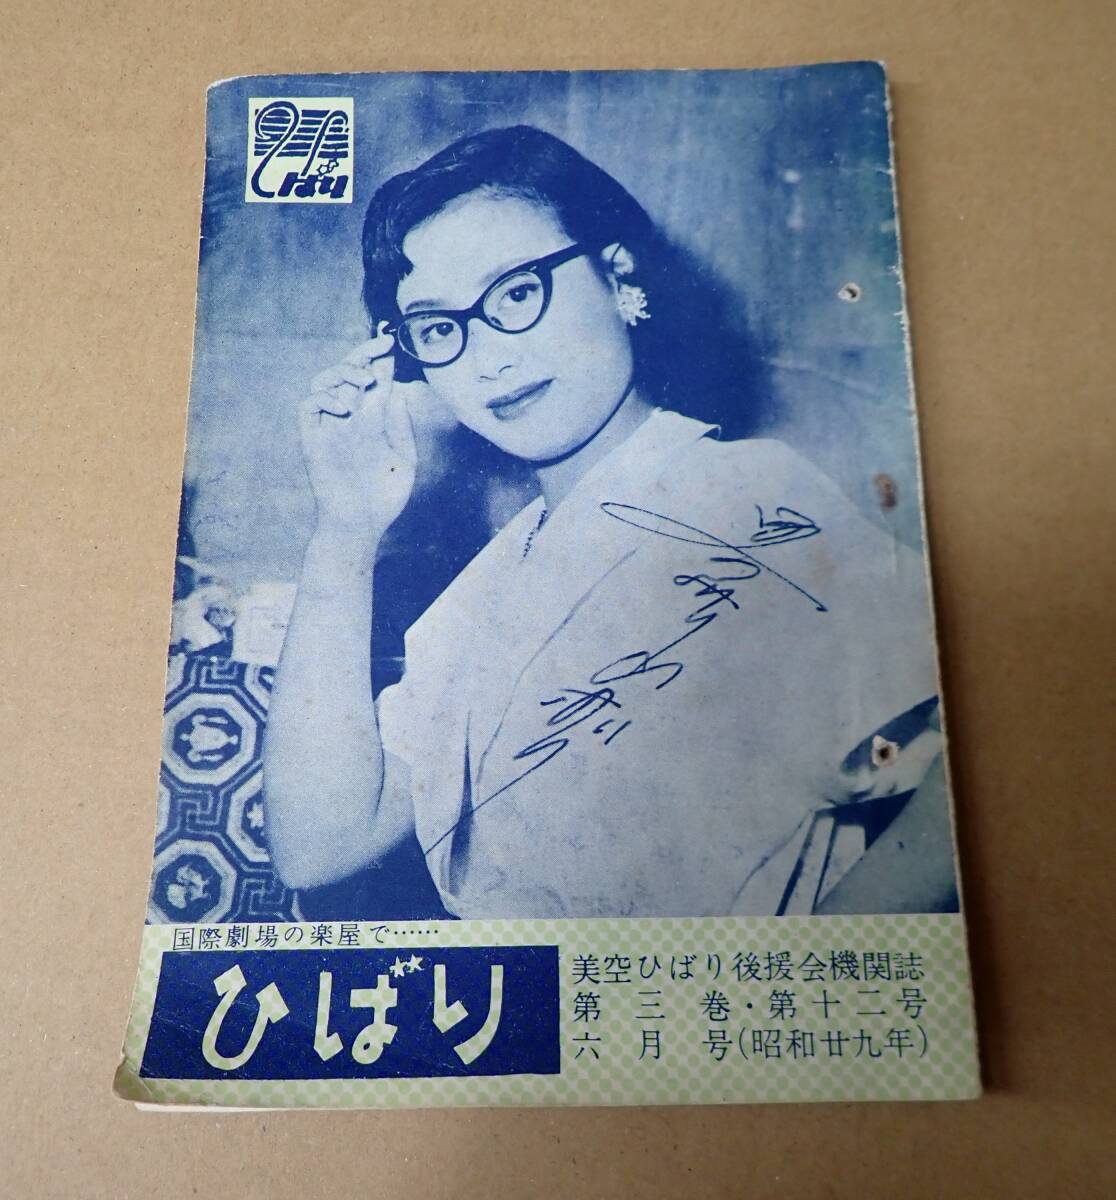 ひばり
国際劇場の楽屋で……
ひばり
美空ひばり後援会機関誌
第三巻・第十二号
六月号(昭和廿九年)